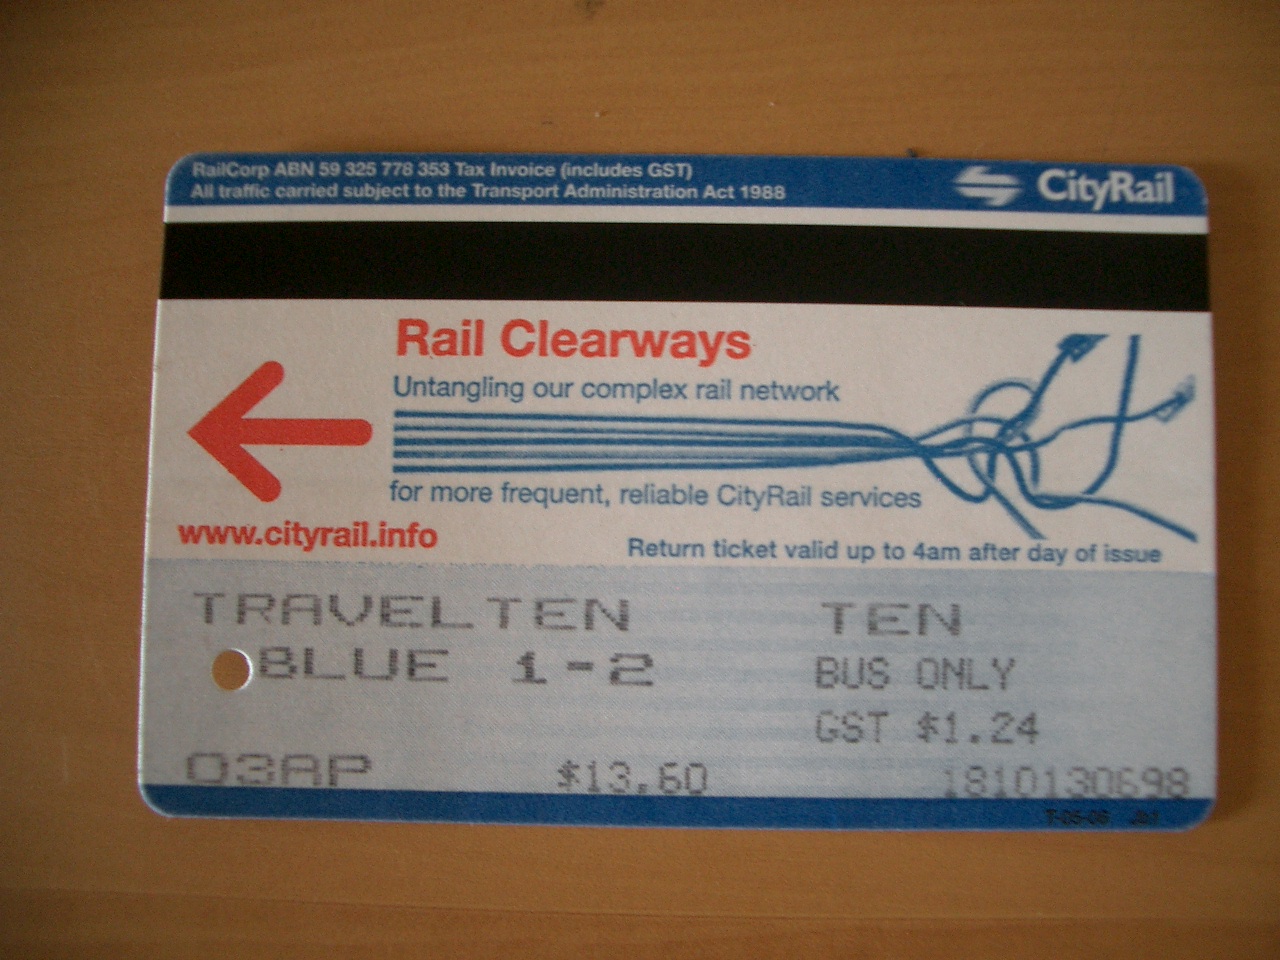 RailCorp ABN 59 325 778 353 Tax Invoice (includes GST)
All traffic carried subject to the Transport Administration Act 1988
CityRail
Rail Clearways
Untangling our complex rail network
for more frequent, reliable CityRail services
www.cityrail.info
Return ticket valid up to 4am after day of issue
TRAVELTEN TEN
BLUE 1-2 BUS ONLY
GST $1.24
03AP $13.60 1810130698
T-05-06